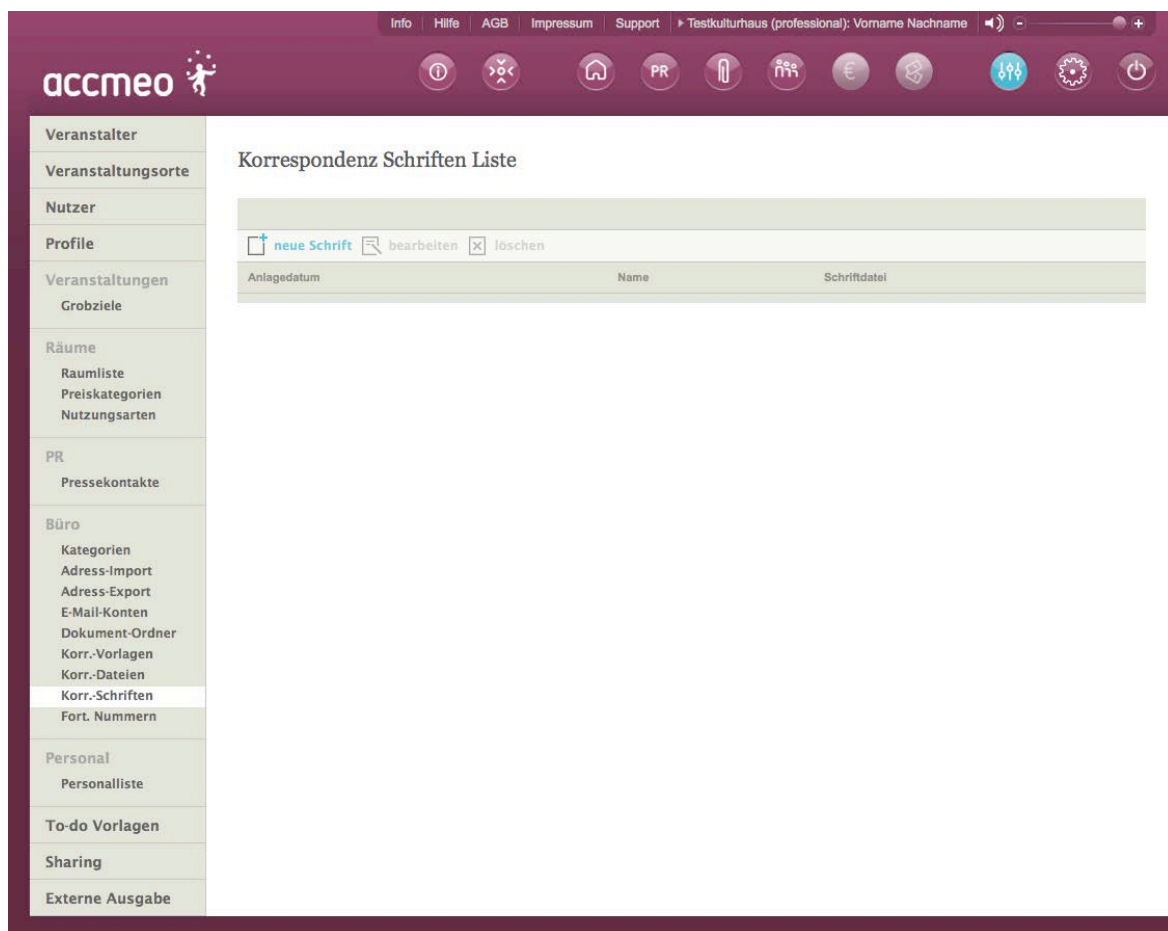 Info Hilfe AGB Impressum Support Testkulturhaus (professional): Vorname Nachname
accmeo
PR
€
Veranstalter
Veranstaltungsorte
Nutzer
Profile
Veranstaltungen
Grobziele
Räume
Raumliste
Preiskategorien
Nutzungsarten
PR
Pressekontakte
Büro
Kategorien
Adress-Import
Adress-Export
E-Mail-Konten
Dokument-Ordner
Korr.-Vorlagen
Korr.-Dateien
Korr.-Schriften
Fort. Nummern
Personal
Personalliste
To-do Vorlagen
Sharing
Externe Ausgabe
Korrespondenz Schriften Liste
neue Schrift bearbeiten löschen
Anlagedatum Name Schriftdatei